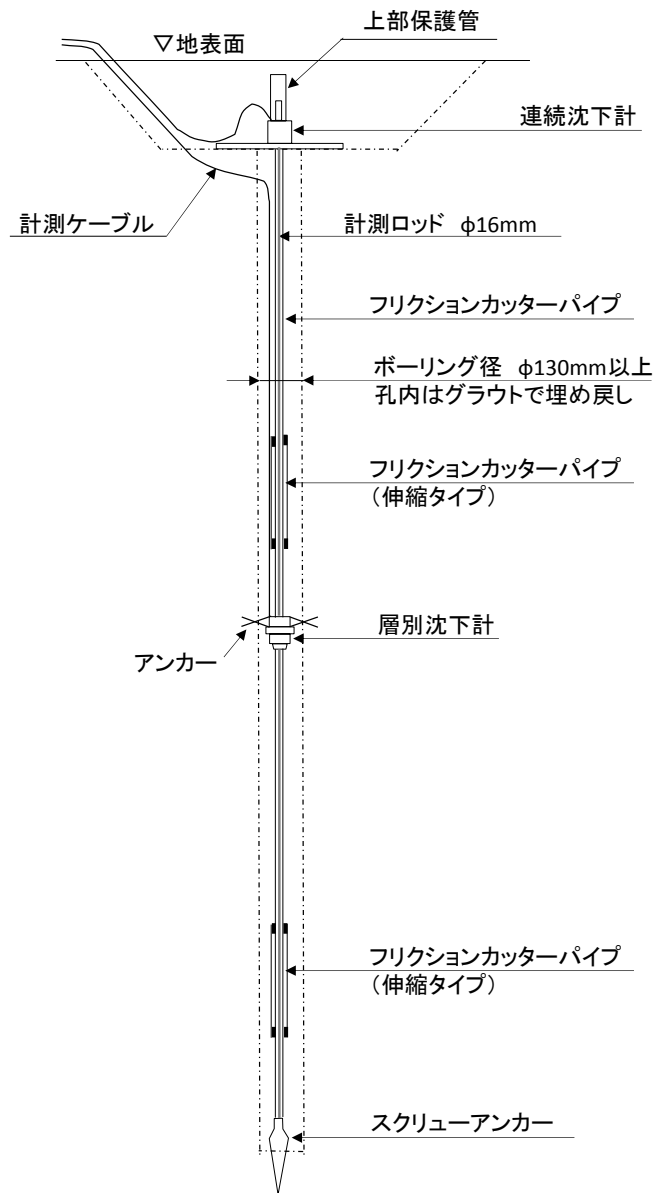 上部保護管
▽地表面
連続沈下計
計測ケーブル
計測ロッド φ16mm
フリクションカッターパイプ
ボーリング径 φ130mm以上
孔内はグラウトで埋め戻し
フリクションカッターパイプ
（伸縮タイプ）
層別沈下計
アンカー
フリクションカッターパイプ
（伸縮タイプ）
スクリューアンカー